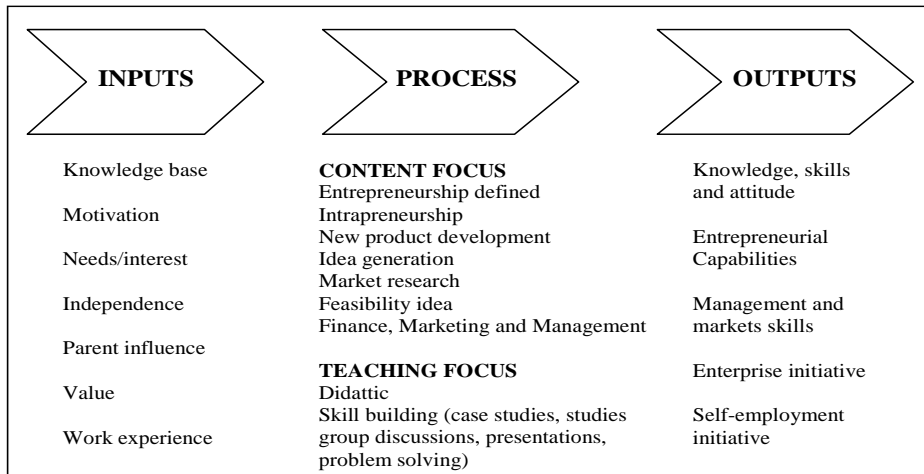 INPUTS
Knowledge base
Motivation
Needs/interest
Independence
Parent influence
Value
Work experience
PROCESS
CONTENT FOCUS
Entrepreneurship defined
Intrapreneurship
New product development
Idea generation
Market research
Feasibility idea
Finance, Marketing and Management
TEACHING FOCUS
Didattic
Skill building (case studies, studies
group discussions, presentations,
problem solving)
OUTPUTS
Knowledge, skills
and attitude
Entrepreneurial
Capabilities
Management and
markets skills
Enterprise initiative
Self-employment
initiative